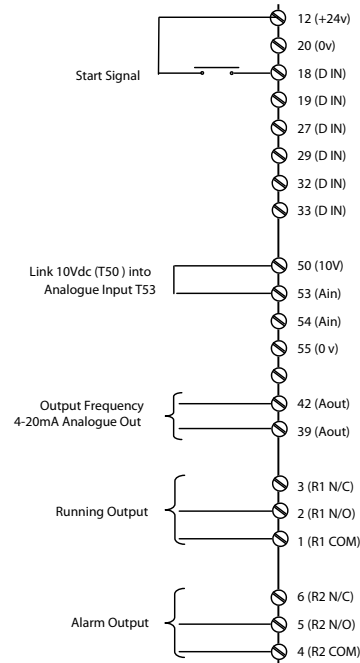 12 (+24v)
20 (0v)
Start Signal
18 (D IN)
19 (D IN)
27 (D IN)
29 (D IN)
32 (D IN)
33 (D IN)
50 (10V)
Link 10Vdc (T50 ) into
Analogue Input T53
53 (Ain)
54 (Ain)
55 (0 v)
Output Frequency
4-20mA Analogue Out
42 (Aout)
39 (Aout)
3 (R1 N/C)
Running Output
2 (R1 N/O)
1 (R1 COM)
6 (R2 N/C)
Alarm Output
5 (R2 N/O)
4 (R2 COM)